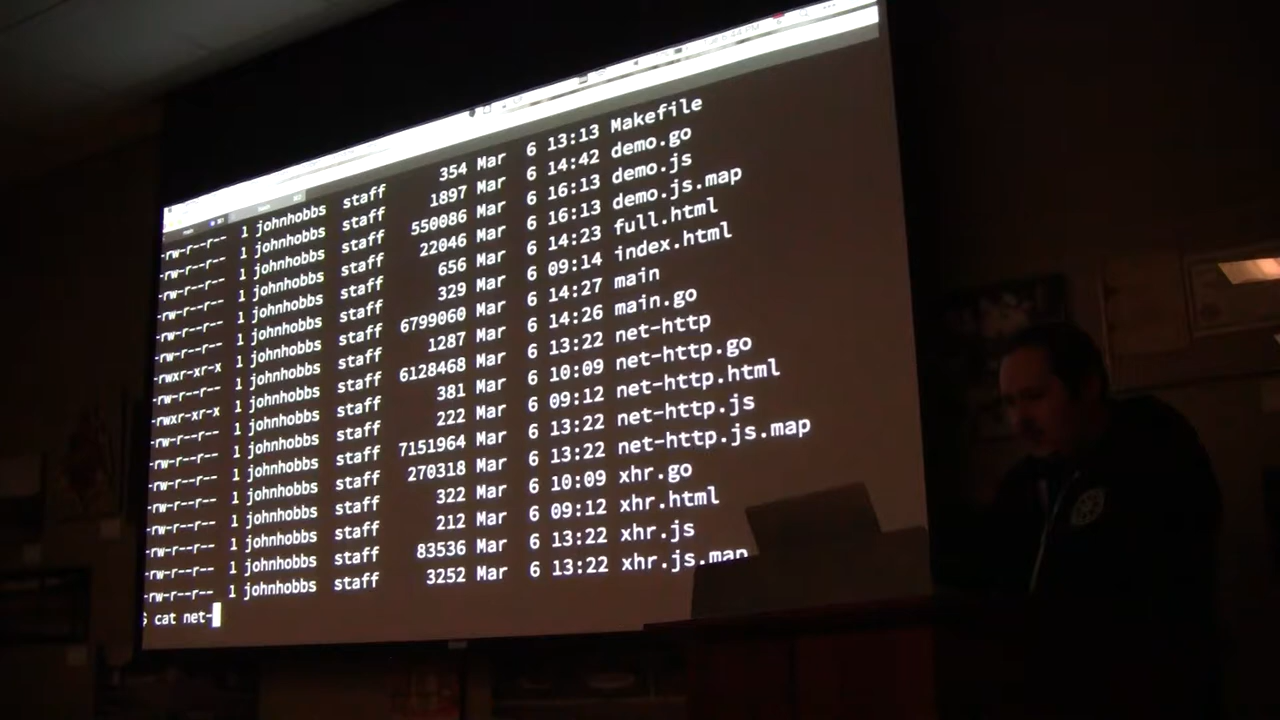 -rw-r--r-- 1 johnhobbs staff 354 Mar 6 13:13 Makefile
-rw-r--r-- 1 johnhobbs staff 1897 Mar 6 14:42 demo.go
-rw-r--r-- 1 johnhobbs staff 550086 Mar 6 16:13 demo.js
-rw-r--r-- 1 johnhobbs staff 22046 Mar 6 16:13 demo.js.map
-rw-r--r-- 1 johnhobbs staff 656 Mar 6 14:23 full.html
-rw-r--r-- 1 johnhobbs staff 329 Mar 6 09:14 index.html
-rwxr-xr-x 1 johnhobbs staff 6799060 Mar 6 14:27 main
-rw-r--r-- 1 johnhobbs staff 1287 Mar 6 14:26 main.go
-rwxr-xr-x 1 johnhobbs staff 6128468 Mar 6 13:22 net-http
-rw-r--r-- 1 johnhobbs staff 381 Mar 6 10:09 net-http.go
-rw-r--r-- 1 johnhobbs staff 222 Mar 6 09:12 net-http.html
-rw-r--r-- 1 johnhobbs staff 7151964 Mar 6 13:22 net-http.js
-rw-r--r-- 1 johnhobbs staff 270318 Mar 6 13:22 net-http.js.map
-rw-r--r-- 1 johnhobbs staff 322 Mar 6 10:09 xhr.go
-rw-r--r-- 1 johnhobbs staff 212 Mar 6 09:12 xhr.html
-rw-r--r-- 1 johnhobbs staff 83536 Mar 6 13:22 xhr.js
-rw-r--r-- 1 johnhobbs staff 3252 Mar 6 13:22 xhr.js.map
$ cat net-